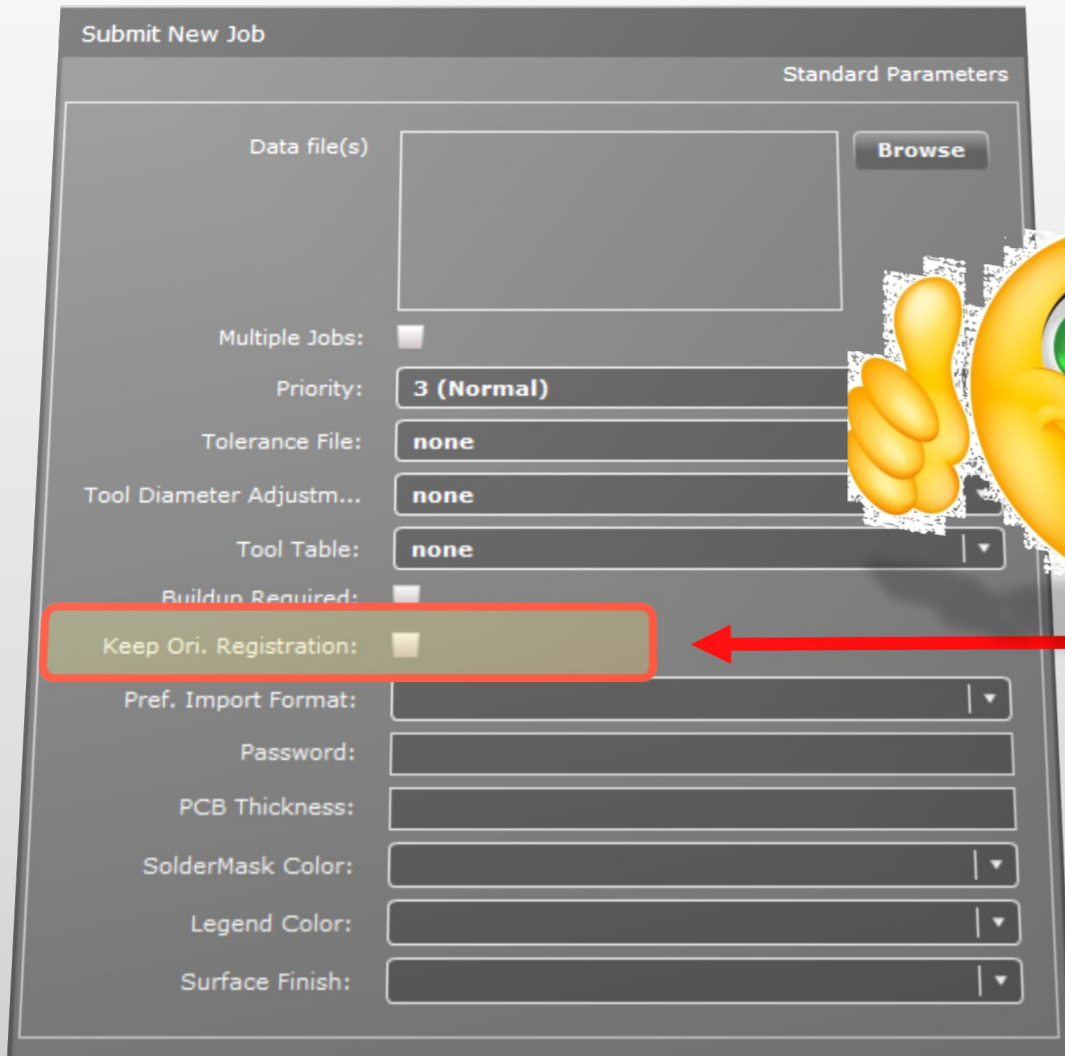 Submit New Job
Standard Parameters
Data file(s)
Browse
Multiple Jobs:
Priority: 3 (Normal)
Tolerance File: none
Tool Diameter Adjustm... none
Tool Table: none
Buildup Required:
Keep Ori. Registration:
Pref. Import Format:
Password:
PCB Thickness:
SolderMask Color:
Legend Color:
Surface Finish: